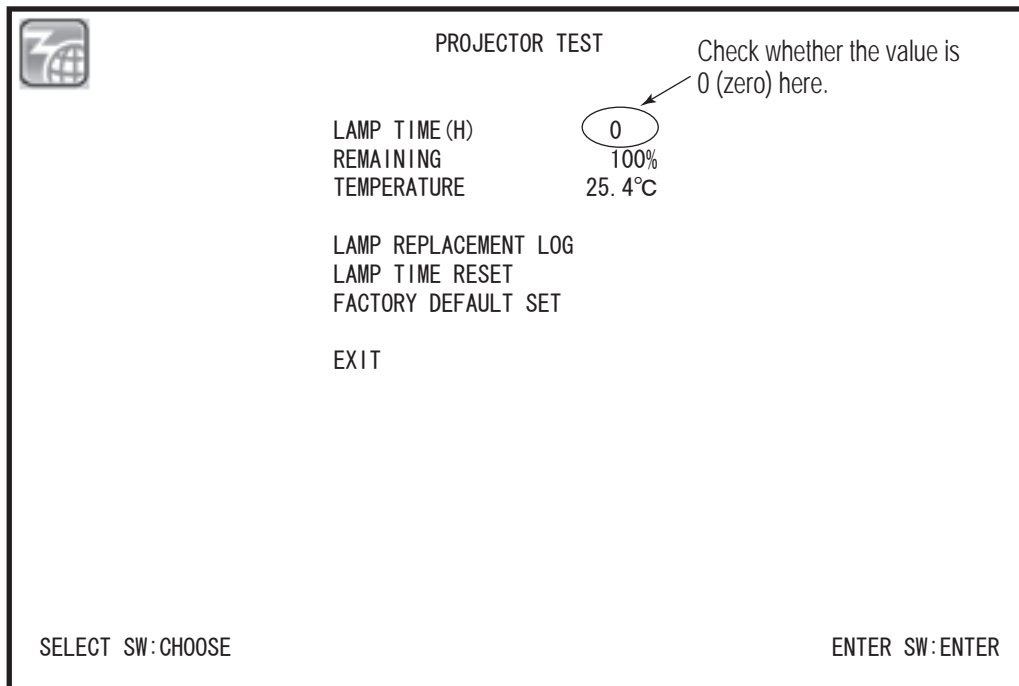 PROJECTOR TEST
Check whether the value is
0 (zero) here.
LAMP TIME(H) 0
REMAINING 100%
TEMPERATURE 25.4℃
LAMP REPLACEMENT LOG
LAMP TIME RESET
FACTORY DEFAULT SET
EXIT
SELECT SW:CHOOSE ENTER SW:ENTER